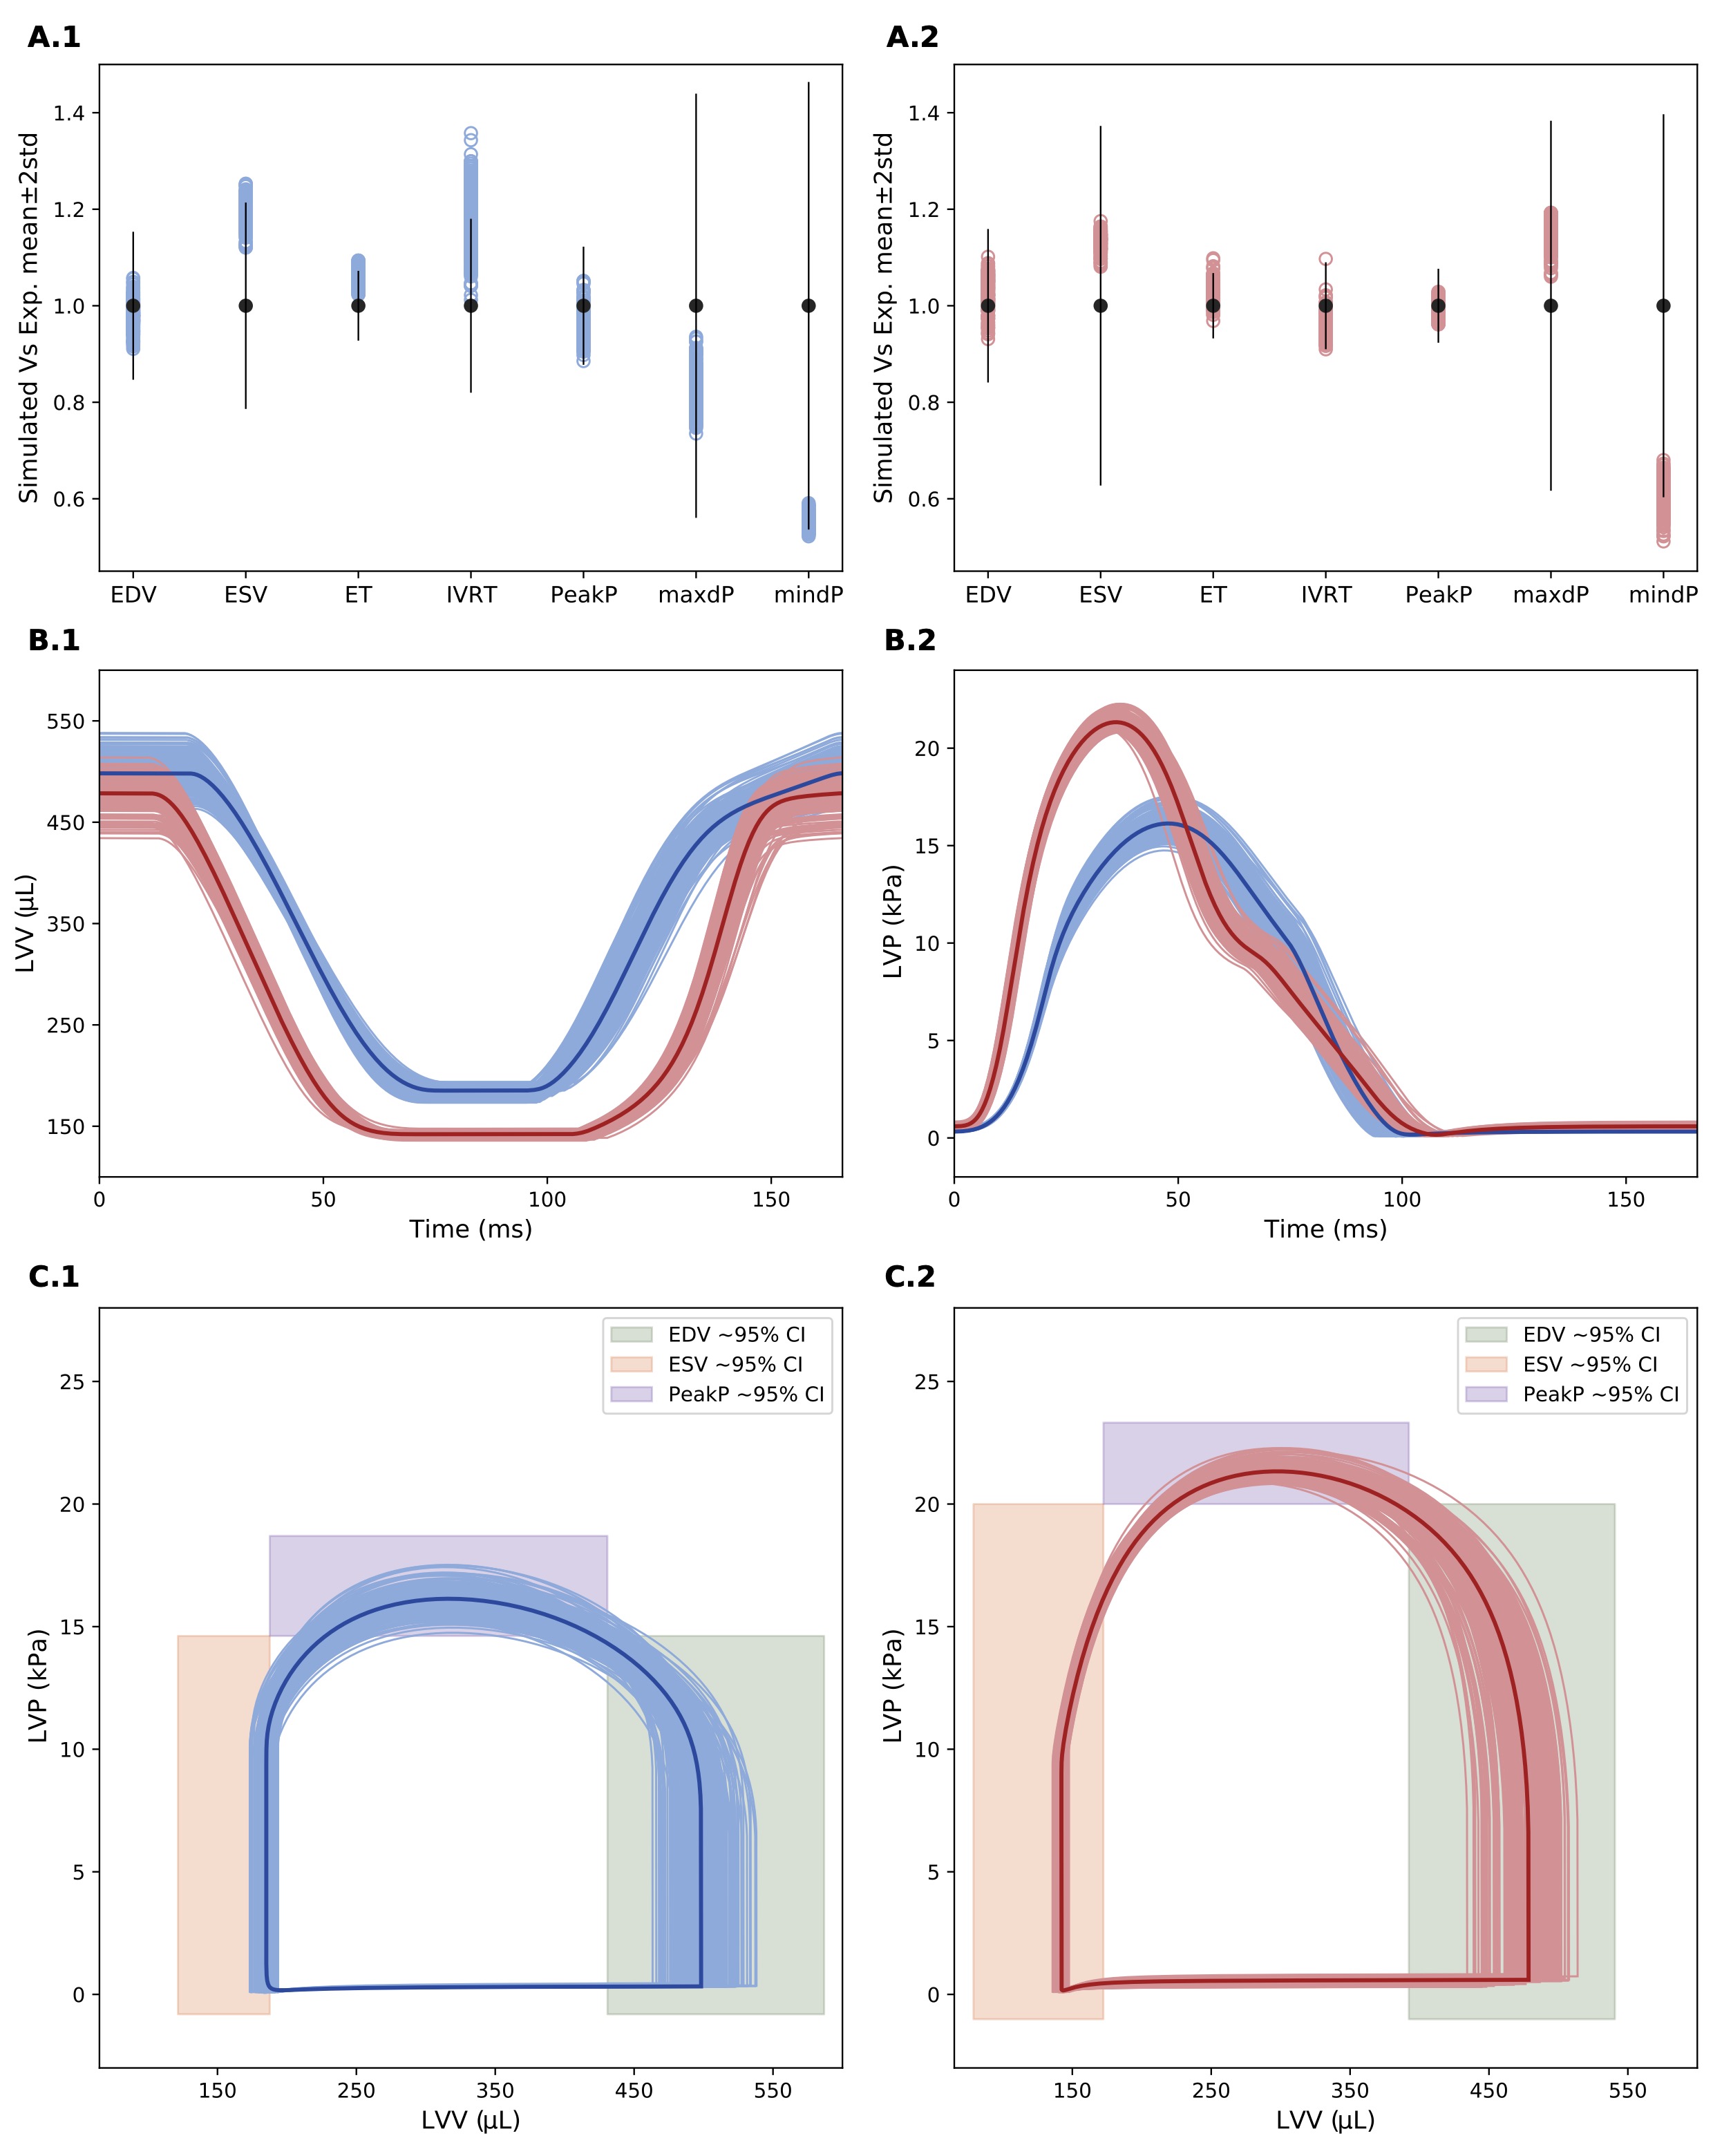 A.1
Simulated Vs Exp. mean±2std
1.4
1.2
1.0
0.8
0.6
EDV ESV ET IVRT PeakP maxdP mindP
A.2
Simulated Vs Exp. mean±2std
1.4
1.2
1.0
0.8
0.6
EDV ESV ET IVRT PeakP maxdP mindP
B.1
LVV (μL)
550
450
350
250
150
0 50 100 150
Time (ms)
B.2
LVP (kPa)
20
15
10
5
0
0 50 100 150
Time (ms)
C.1
LVP (kPa)
25
20
15
10
5
0
EDV ~95% CI
ESV ~95% CI
PeakP ~95% CI
150 250 350 450 550
LVV (μL)
C.2
LVP (kPa)
25
20
15
10
5
0
EDV ~95% CI
ESV ~95% CI
PeakP ~95% CI
150 250 350 450 550
LVV (μL)